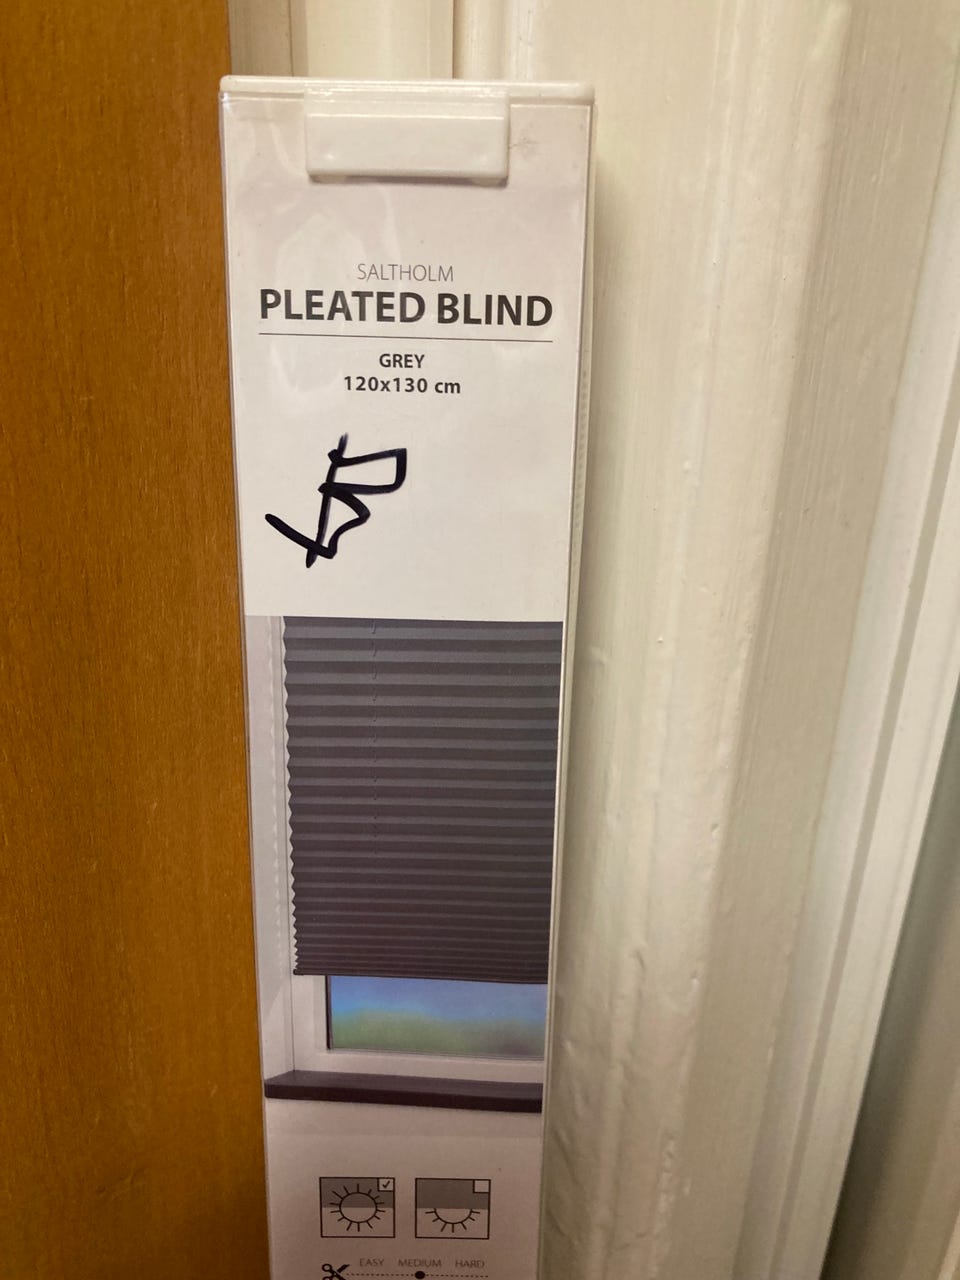 SALTHOLM
PLEATED BLIND
GREY
120x130 cm
EASY MEDIUM HARD